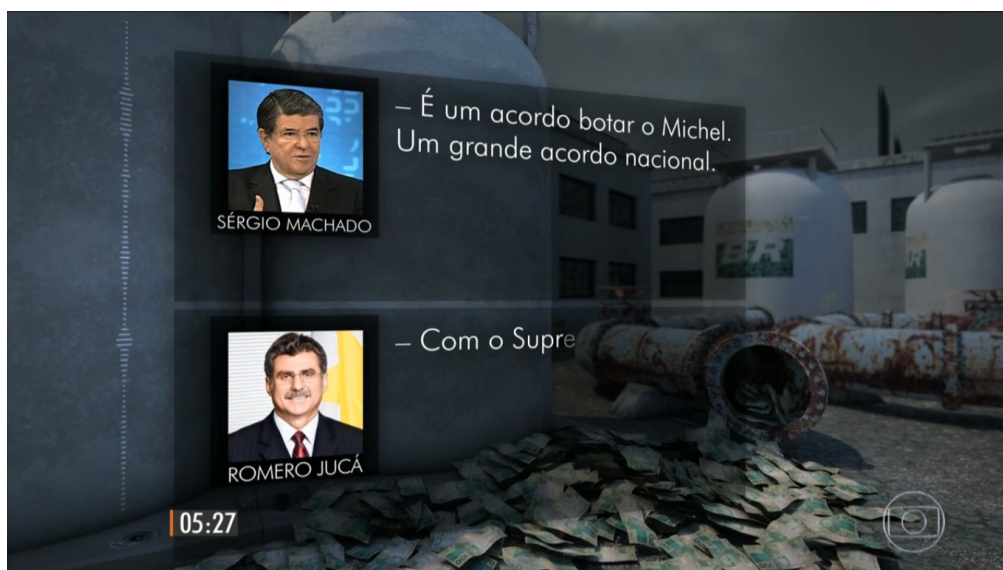 – É um acordo botar o Michel.
Um grande acordo nacional.
SÉRGIO MACHADO
– Com o Supre
ROMERO JUCÁ
05:27
BR